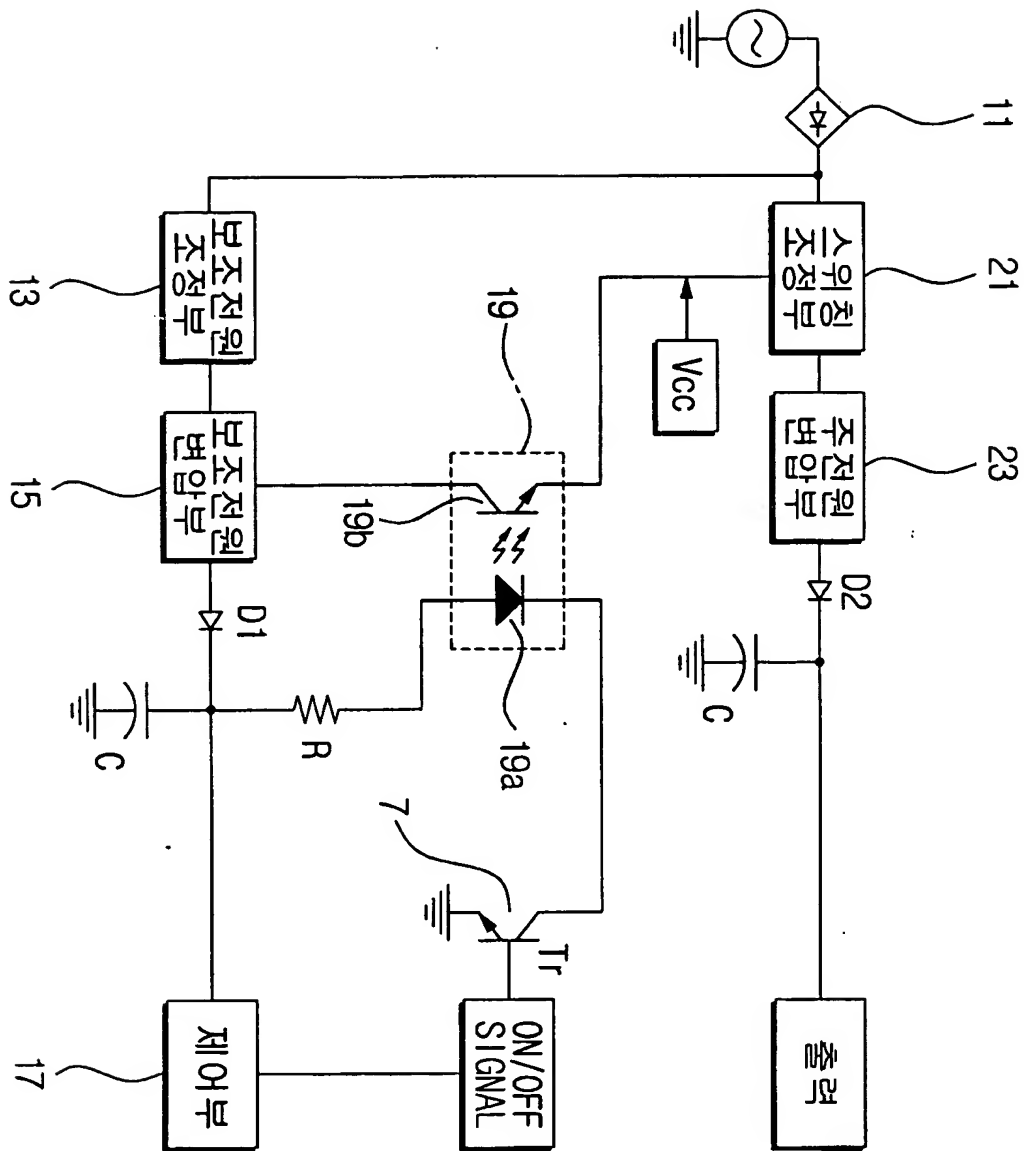 11
21
23
스위칭
조정부
주전원
변압부
출력
D2
C
Vcc
19
19b
19a
7
Tr
ON/OFF
SIGNAL
R
D1
C
보조전원
조정부
보조전원
변압부
제어부
13
15
17